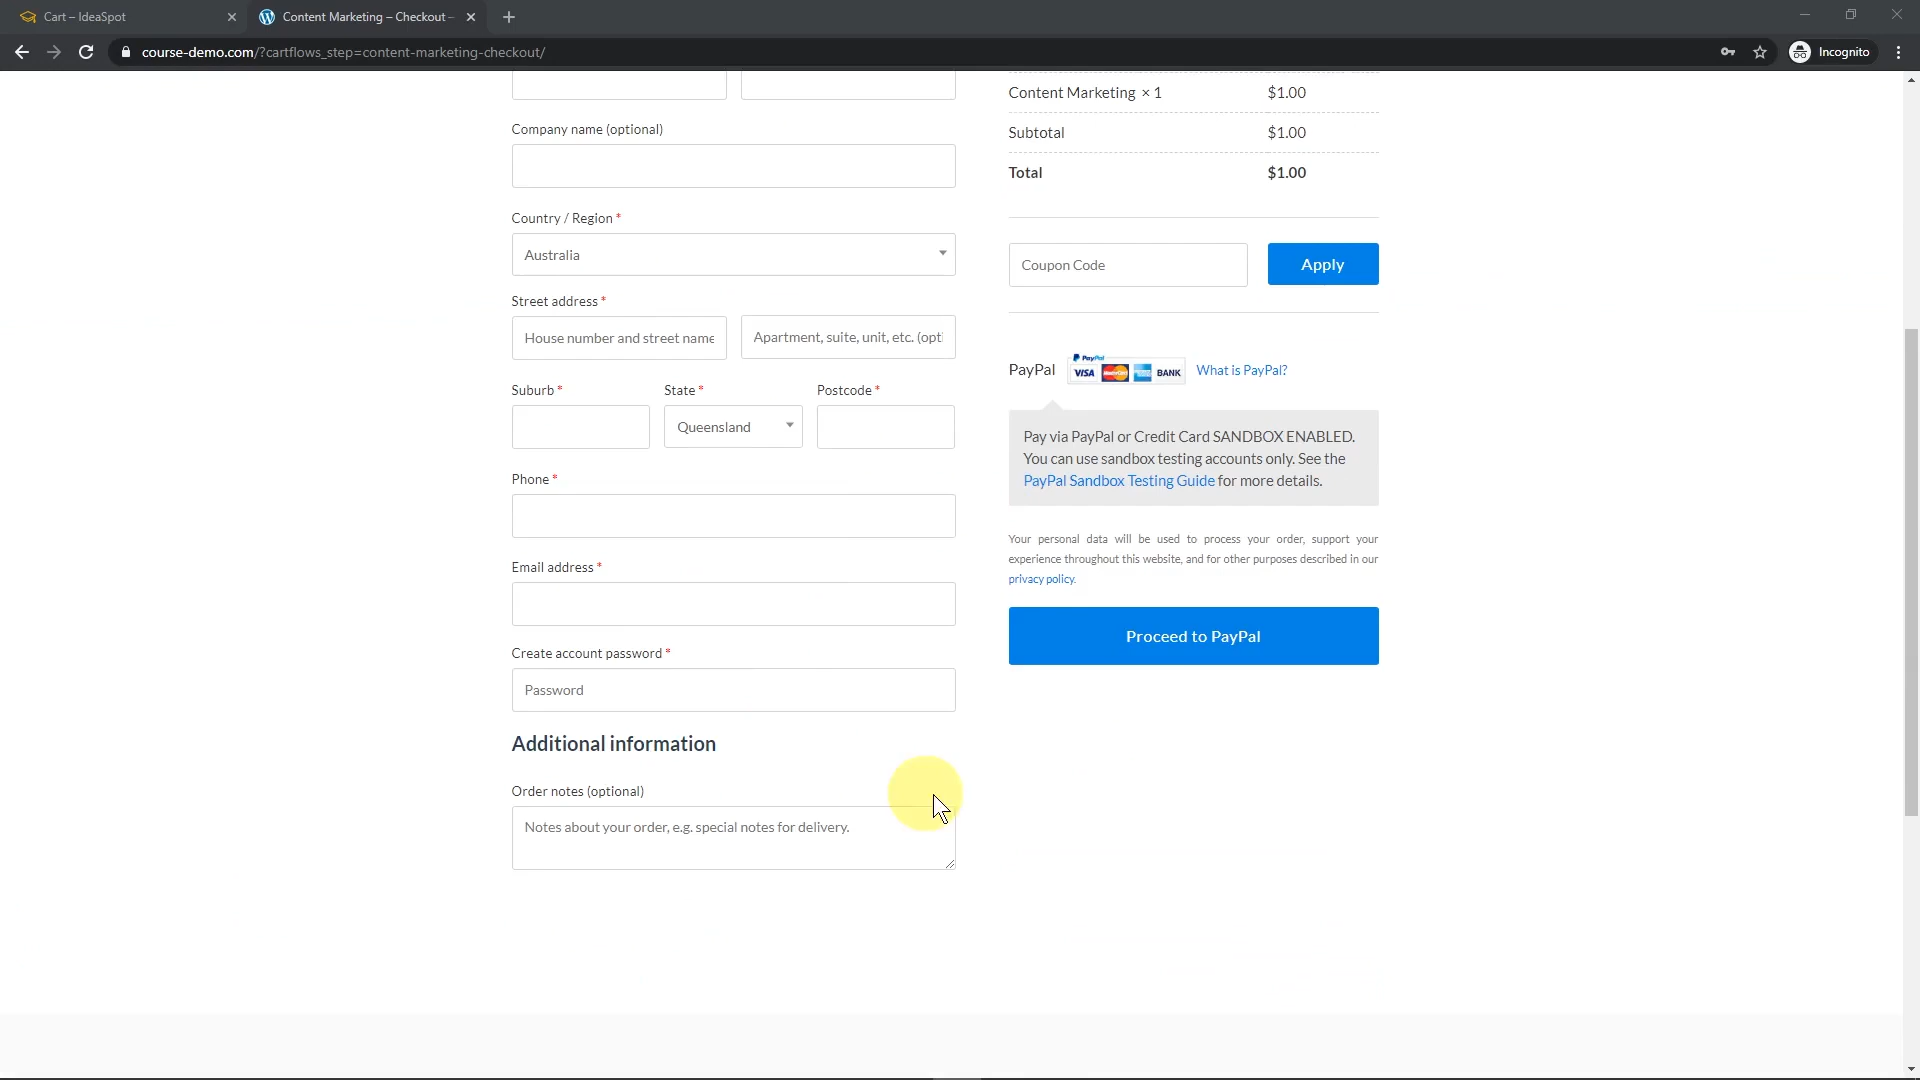 Cart – IdeaSpot
Content Marketing – Checkout –
course-demo.com/?cartflows_step=content-marketing-checkout/
Incognito
Company name (optional)
Country / Region *
Australia
Street address *
House number and street name
Apartment, suite, unit, etc. (opti
Suburb *
State *
Postcode *
Queensland
Phone *
Email address *
Create account password *
Password
Additional information
Order notes (optional)
Notes about your order, e.g. special notes for delivery.
Content Marketing × 1 $1.00
Subtotal $1.00
Total $1.00
Coupon Code
Apply
PayPal
PayPal
VISA MasterCard BANK
What is PayPal?
Pay via PayPal or Credit Card SANDBOX ENABLED.
You can use sandbox testing accounts only. See the
PayPal Sandbox Testing Guide for more details.
Your personal data will be used to process your order, support your
experience throughout this website, and for other purposes described in our
privacy policy.
Proceed to PayPal